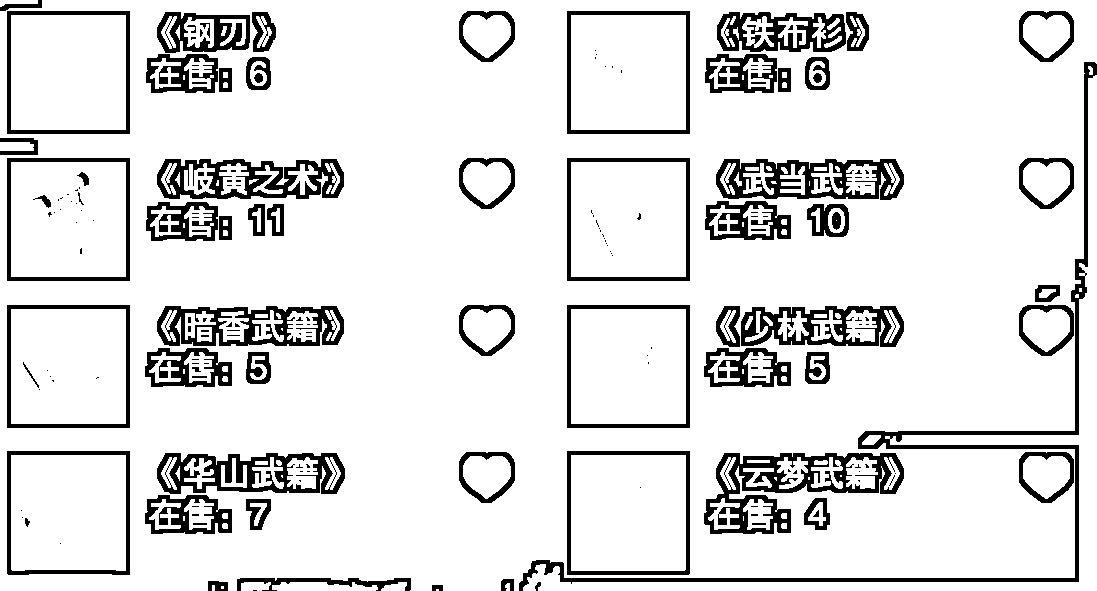 《钢刃》
在售：6
《铁布衫》
在售：6
《岐黄之术》
在售：11
《武当武籍》
在售：10
《暗香武籍》
在售：5
《少林武籍》
在售：5
《华山武籍》
在售：7
《云梦武籍》
在售：4